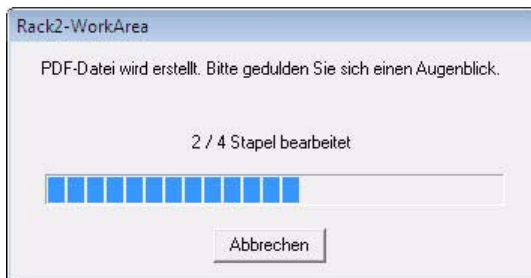 Rack2-WorkArea
PDF-Datei wird erstellt. Bitte gedulden Sie sich einen Augenblick.
2 / 4 Stapel bearbeitet
Abbrechen